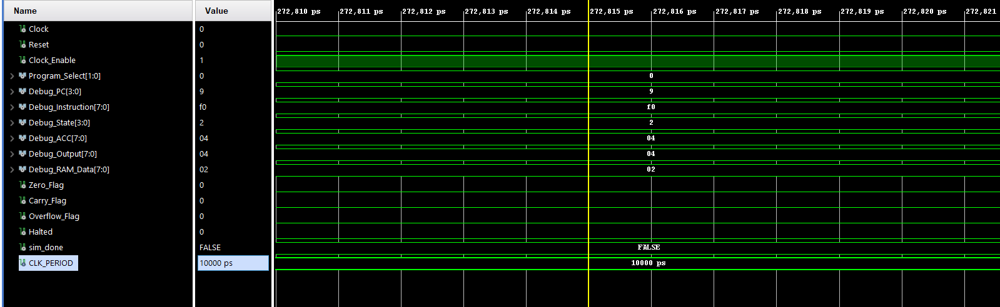 Name Value 272,810 ps 272,811 ps 272,812 ps 272,813 ps 272,814 ps 272,815 ps 272,816 ps 272,817 ps 272,818 ps 272,819 ps 272,820 ps 272,821
Clock 0
Reset 0
Clock_Enable 1
Program_Select[1:0] 0 0
Debug_PC[3:0] 9 9
Debug_Instruction[7:0] f0 f0
Debug_State[3:0] 2 2
Debug_ACC[7:0] 04 04
Debug_Output[7:0] 04 04
Debug_RAM_Data[7:0] 02 02
Zero_Flag 0
Carry_Flag 0
Overflow_Flag 0
Halted 0
sim_done FALSE FALSE
CLK_PERIOD 10000 ps 10000 ps